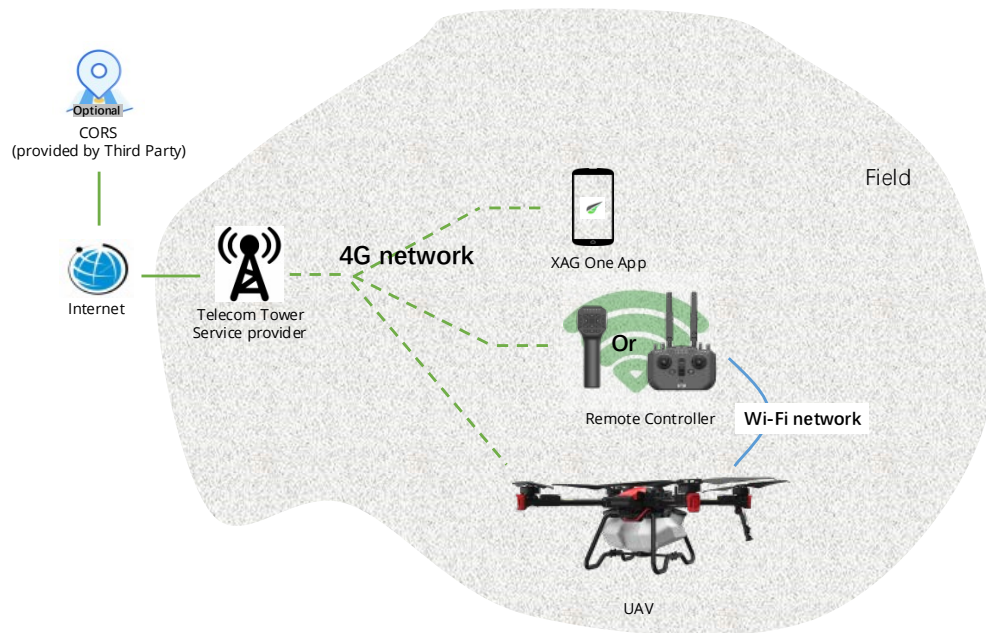 Optional
CORS
(provided by Third Party)
Field
4G network
XAG One App
Internet
Telecom Tower
Service provider
Or
Remote Controller
Wi-Fi network
UAV